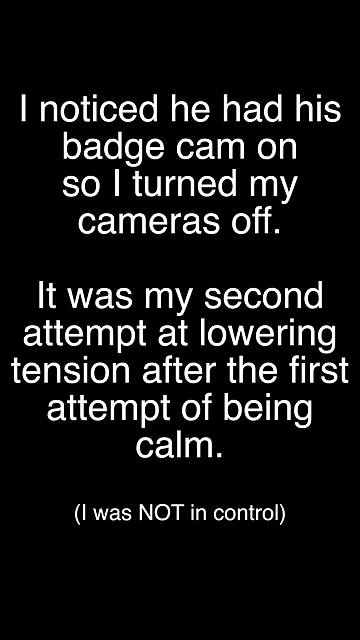 I noticed he had his
badge cam on
so I turned my
cameras off.
It was my second
attempt at lowering
tension after the first
attempt of being
calm.
(I was NOT in control)